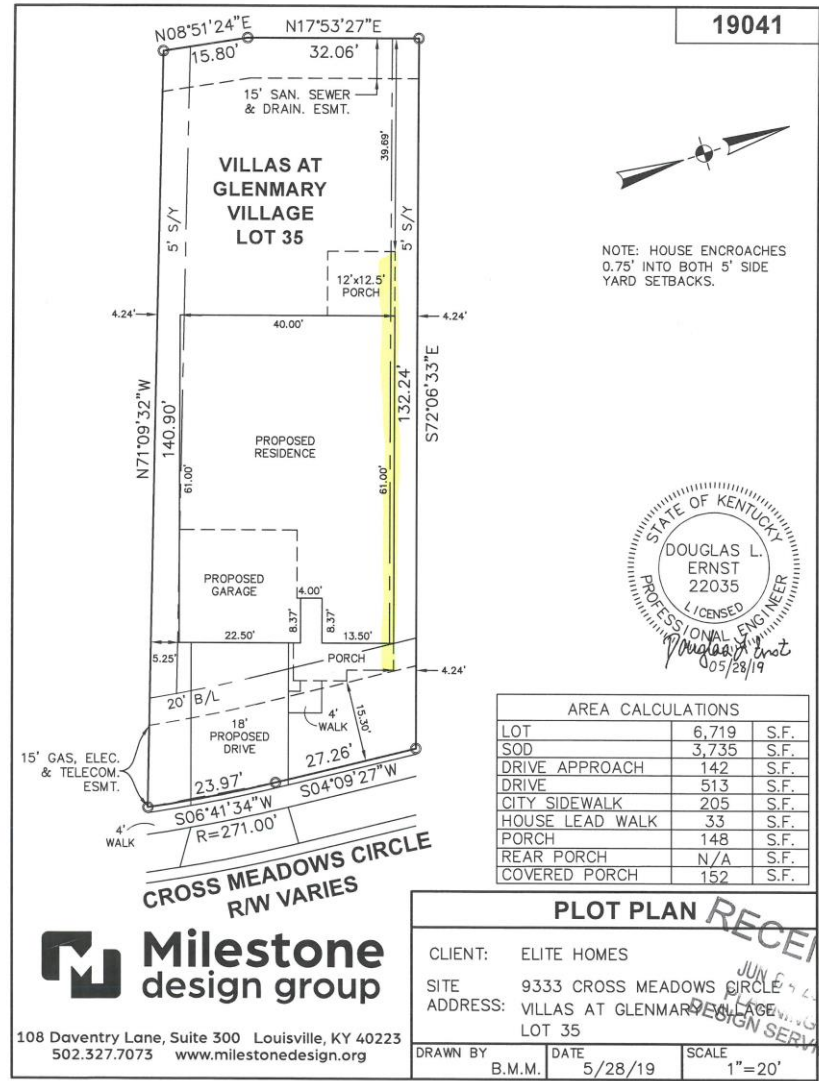 19041
N08°51'24"E
15.80'
N17°53'27"E
32.06'
15' SAN. SEWER
& DRAIN. ESMT.
39.69'
VILLAS AT
GLENMARY
VILLAGE
LOT 35
5' S/Y
5' S/Y
NOTE: HOUSE ENCROACHES
0.75' INTO BOTH 5' SIDE
YARD SETBACKS.
12'x12.5'
PORCH
4.24'
40.00'
4.24'
N71°09'32"W
140.90'
61.00'
PROPOSED
RESIDENCE
61.00'
132.24'
S72°06'33"E
PROPOSED
GARAGE
4.00'
8.37'
8.37'
22.50'
13.50'
5.25'
PORCH
4.24'
20' B/L
18'
PROPOSED
DRIVE
4'
WALK
15.30'
15' GAS, ELEC.
& TELECOM.
ESMT.
23.97'
27.26'
S06°41'34"W
S04°09'27"W
R=271.00'
4'
WALK
CROSS MEADOWS CIRCLE
R/W VARIES
STATE OF KENTUCKY
DOUGLAS L.
ERNST
22035
LICENSED
PROFESSIONAL ENGINEER
Douglas L Ernst
05/28/19
AREA CALCULATIONS
LOT 6,719 S.F.
SOD 3,735 S.F.
DRIVE APPROACH 142 S.F.
DRIVE 513 S.F.
CITY SIDEWALK 205 S.F.
HOUSE LEAD WALK 33 S.F.
PORCH 148 S.F.
REAR PORCH N/A S.F.
COVERED PORCH 152 S.F.
Milestone
design group
108 Daventry Lane, Suite 300 Louisville, KY 40223
502.327.7073 www.milestonedesign.org
PLOT PLAN
CLIENT: ELITE HOMES
SITE ADDRESS: 9333 CROSS MEADOWS CIRCLE
VILLAS AT GLENMARY VILLAGE
LOT 35
RECEI
JUN
PLANNING
DESIGN SERVI
DRAWN BY B.M.M.
DATE 5/28/19
SCALE 1"=20'